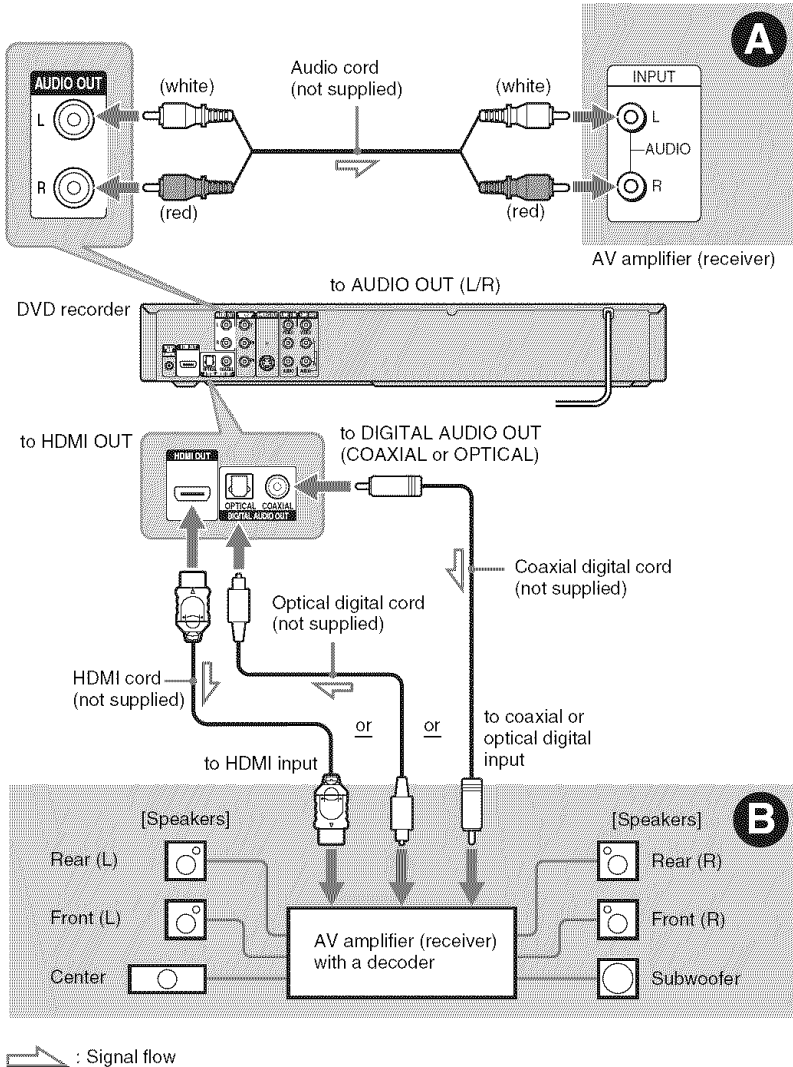 A
AUDIO OUT
L
R
(white)
(red)
Audio cord
(not supplied)
(white)
(red)
INPUT
L
AUDIO
R
AV amplifier (receiver)
to AUDIO OUT (L/R)
DVD recorder
to HDMI OUT
HDMI OUT
OPTICAL COAXIAL
DIGITAL AUDIO OUT
to DIGITAL AUDIO OUT
(COAXIAL or OPTICAL)
Coaxial digital cord
(not supplied)
Optical digital cord
(not supplied)
HDMI cord
(not supplied)
or
or
to coaxial or
optical digital
input
to HDMI input
B
[Speakers]
[Speakers]
Rear (L)
Rear (R)
Front (L)
Front (R)
AV amplifier (receiver)
with a decoder
Center
Subwoofer
: Signal flow